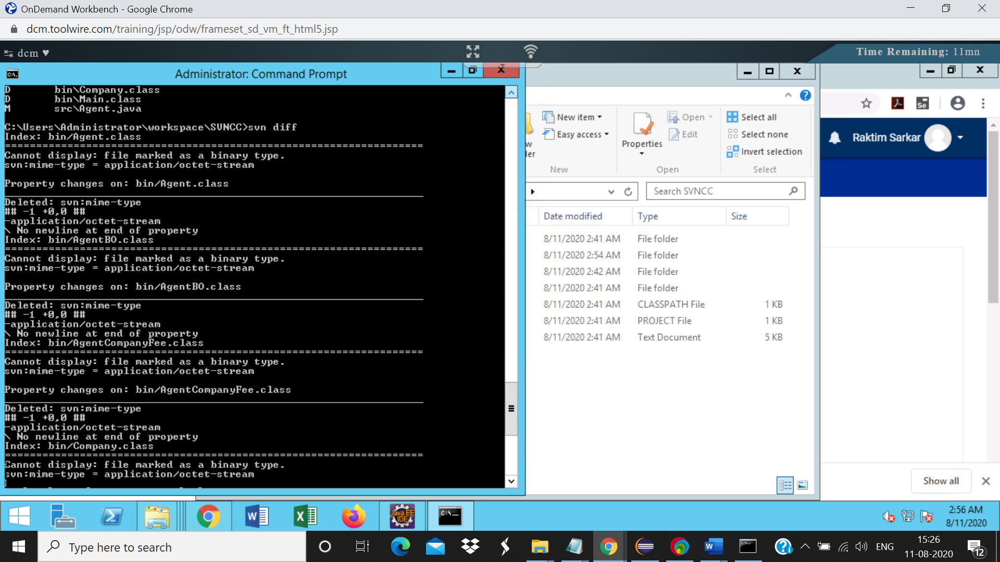 OnDemand Workbench - Google Chrome
dcm.toolwire.com/training/jsp/odw/frameset_sd_vm_ft_html5.jsp
dcm ♥
Time Remaining: 11mn
Administrator: Command Prompt
D bin\Company.class
D bin\Main.class
M src\Agent.java
C:\Users\Administrator\workspace\SVNCC>svn diff
Index: bin/Agent.class
===================================================================
Cannot display: file marked as a binary type.
svn:mime-type = application/octet-stream
Property changes on: bin/Agent.class
___________________________________________________________________
Deleted: svn:mime-type
## -1 +0,0 ##
-application/octet-stream
\ No newline at end of property
Index: bin/AgentBO.class
===================================================================
Cannot display: file marked as a binary type.
svn:mime-type = application/octet-stream
Property changes on: bin/AgentBO.class
___________________________________________________________________
Deleted: svn:mime-type
## -1 +0,0 ##
-application/octet-stream
\ No newline at end of property
Index: bin/AgentCompanyFee.class
===================================================================
Cannot display: file marked as a binary type.
svn:mime-type = application/octet-stream
Property changes on: bin/AgentCompanyFee.class
___________________________________________________________________
Deleted: svn:mime-type
## -1 +0,0 ##
-application/octet-stream
\ No newline at end of property
Index: bin/Company.class
===================================================================
Cannot display: file marked as a binary type.
svn:mime-type = application/octet-stream
New item
Easy access
w
der
New
Properties
Open
Edit
Open
Select all
Select none
Invert selection
Select
Search SVNCC
Date modified Type Size
8/11/2020 2:41 AM File folder
8/11/2020 2:54 AM File folder
8/11/2020 2:42 AM File folder
8/11/2020 2:41 AM File folder
8/11/2020 2:41 AM CLASSPATH File 1 KB
8/11/2020 2:41 AM PROJECT File 1 KB
8/11/2020 2:41 AM Text Document 5 KB
Se
Raktim Sarkar
Show all
Java EE
IDE
2:56 AM
8/11/2020
Type here to search
ENG
15:26
11-08-2020
12